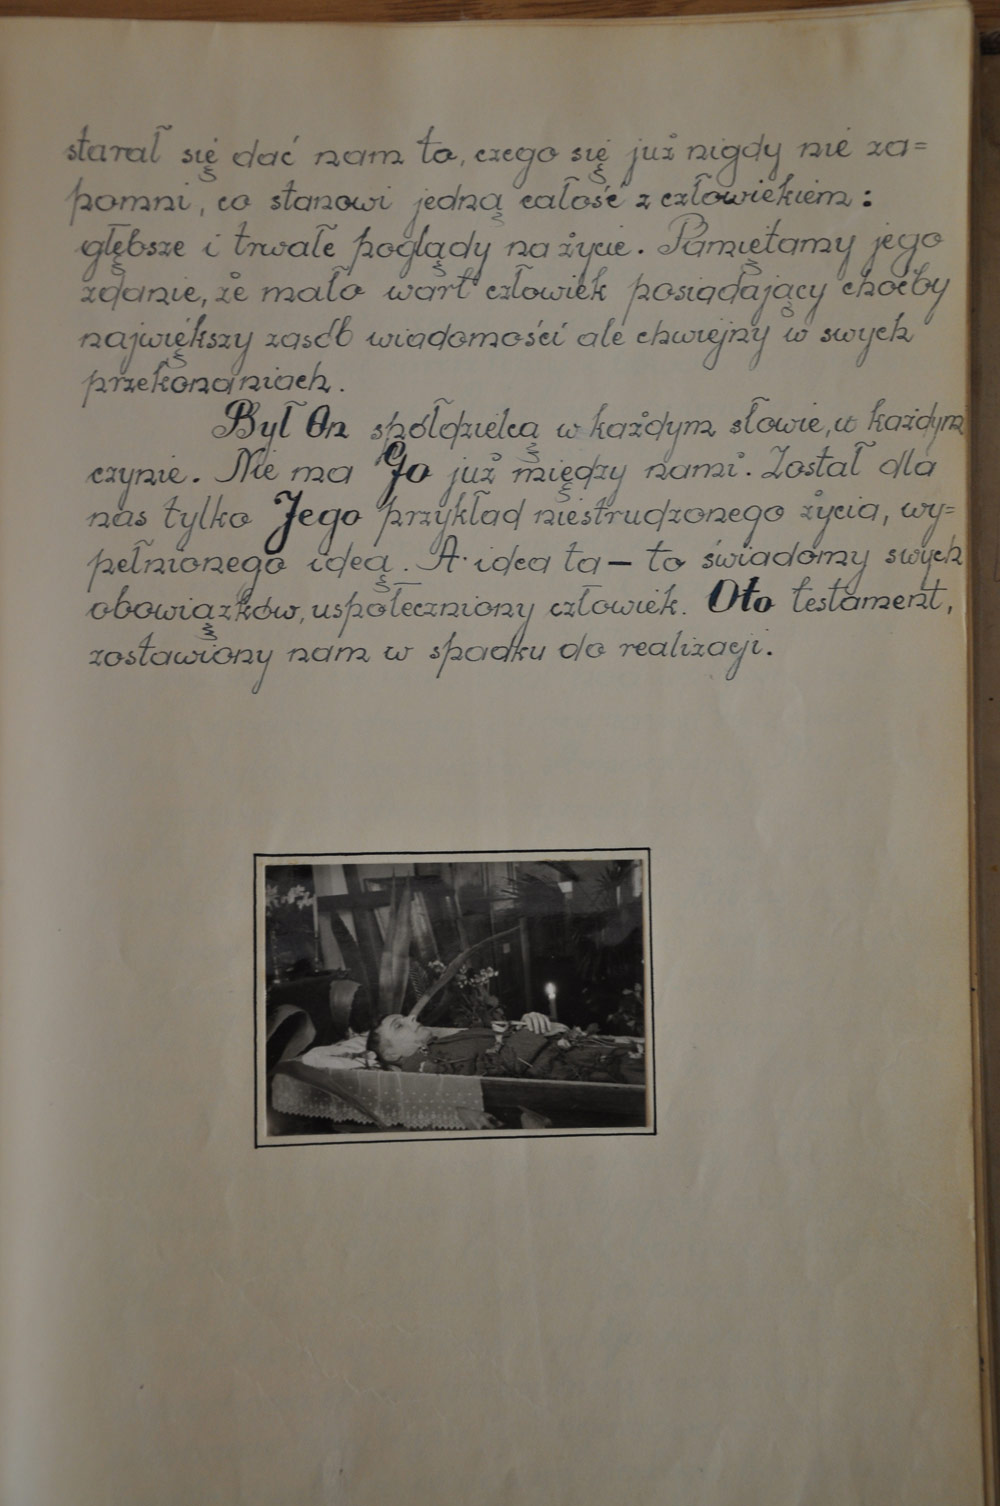 starał się dać nam to, czego się już nigdy nie za=
pomni, co stanowi jedną całość z człowiekiem:
głębsze i trwałe poglądy na życie. Pamiętamy jego
zdanie, że mało wart człowiek posiadający choćby
największy zasób wiadomości ale chwiejny w swych
przekonaniach.
Był On spółdzielcą w każdym słowie, w każdym
czynie. Nie ma Go już między nami. Został dla
nas tylko Jego przykład niestrudzonego życia, wy=
pełnionego ideą. A idea ta – to świadomy swych
obowiązków, uspołeczniony człowiek. Oto testament,
zostawiony nam w spadku do realizacji.